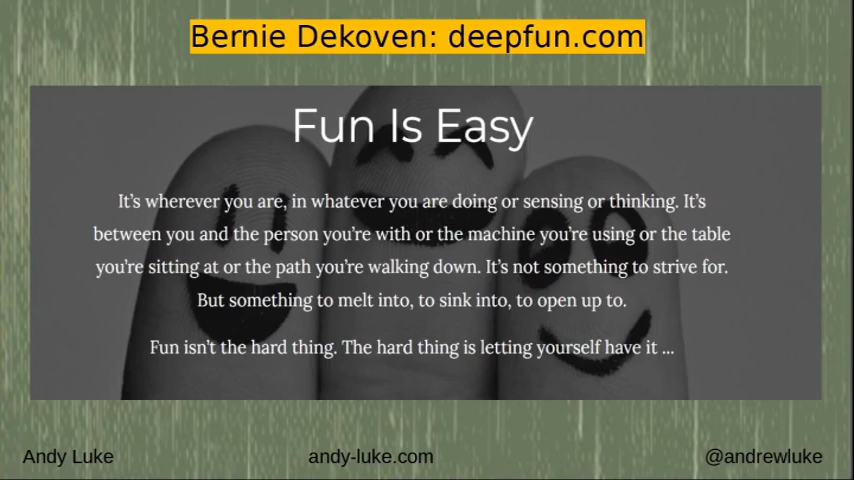 Bernie Dekoven: deepfun.com
Fun Is Easy
It’s wherever you are, in whatever you are doing or sensing or thinking. It’s
between you and the person you’re with or the machine you’re using or the table
you’re sitting at or the path you’re walking down. It’s not something to strive for.
But something to melt into, to sink into, to open up to.
Fun isn’t the hard thing. The hard thing is letting yourself have it ...
Andy Luke
andy-luke.com
@andrewluke